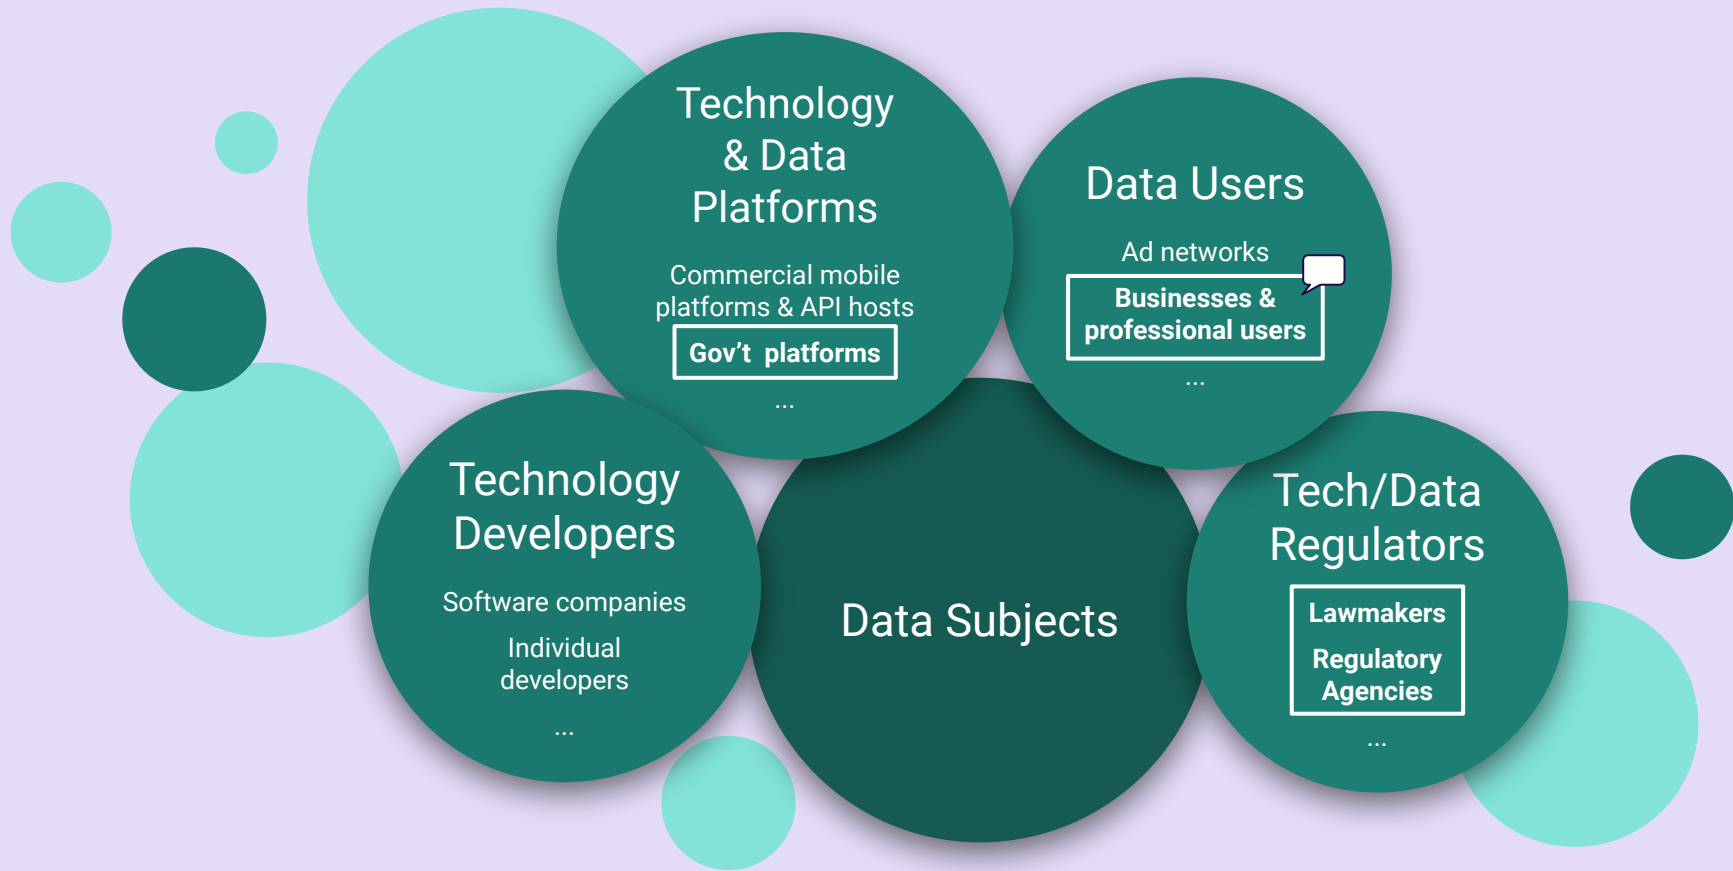 Technology
& Data
Platforms
Commercial mobile
platforms & API hosts
Gov't platforms
...
Data Users
Ad networks
Businesses &
professional users
...
Technology
Developers
Software companies
Individual
developers
...
Data Subjects
Tech/Data
Regulators
Lawmakers
Regulatory
Agencies
...